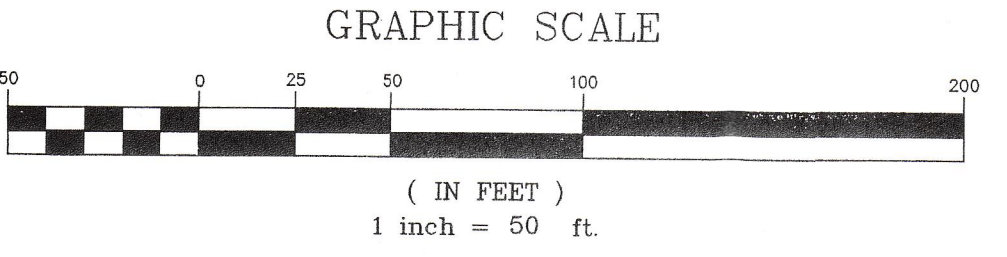 GRAPHIC SCALE
50 0 25 50 100 200
( IN FEET )
1 inch = 50 ft.